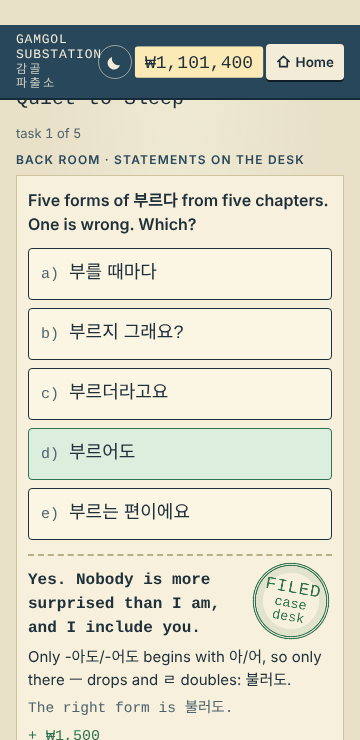 GAMGOL
SUBSTATION
감골
파출소
₩1,101,400
Home
Quiet to Sleep
task 1 of 5
BACK ROOM · STATEMENTS ON THE DESK
Five forms of 부르다 from five chapters.
One is wrong. Which?
a) 부를 때마다
b) 부르지 그래요?
c) 부르더라고요
d) 부르어도
e) 부르는 편이에요
Yes. Nobody is more
surprised than I am,
and I include you.
FILED
case
desk
Only -아도/-어도 begins with 아/어, so only
there ㅡ drops and ㄹ doubles: 불러도.
The right form is 불러도.
+ ₩1,500